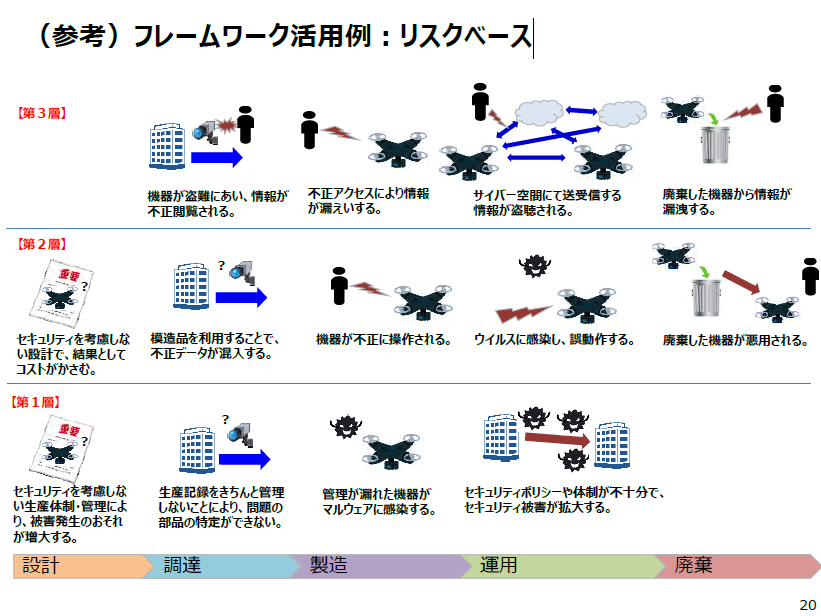 （参考）フレームワーク活用例：リスクベース
【第３層】
機器が盗難にあい、情報が
不正閲覧される。
不正アクセスにより情報
が漏えいする。
サイバー空間にて送受信する
情報が盗聴される。
廃棄した機器から情報が
漏洩する。
【第２層】
重要
?
セキュリティを考慮しな
い設計で、結果として
コストがかさむ。
?
模造品を利用することで、
不正データが混入する。
機器が不正に操作される。
ウイルスに感染し、誤動作する。
廃棄した機器が悪用される。
【第１層】
重要
?
セキュリティを考慮しな
い生産体制・管理によ
り、被害発生のおそれ
が増大する。
?
生産記録をきちんと管理
しないことにより、問題の
部品の特定ができない。
管理が漏れた機器が
マルウェアに感染する。
セキュリティポリシーや体制が不十分で、
セキュリティ被害が拡大する。
設計
調達
製造
運用
廃棄
20